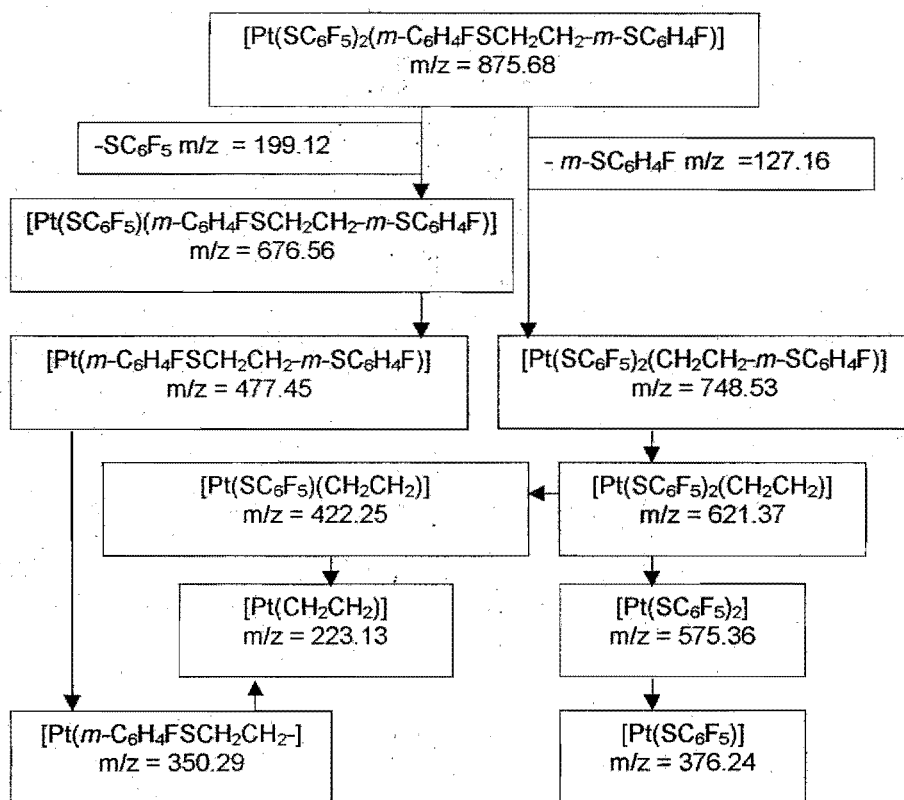 [Pt(SC₆F₅)₂(m-C₆H₄FSCH₂CH₂-m-SC₆H₄F)]
m/z = 875.68
-SC₆F₅ m/z = 199.12
- m-SC₆H₄F m/z =127.16
[Pt(SC₆F₅)(m-C₆H₄FSCH₂CH₂-m-SC₆H₄F)]
m/z = 676.56
[Pt(m-C₆H₄FSCH₂CH₂-m-SC₆H₄F)]
m/z = 477.45
[Pt(SC₆F₅)₂(CH₂CH₂-m-SC₆H₄F)]
m/z = 748.53
[Pt(SC₆F₅)(CH₂CH₂)]
m/z = 422.25
[Pt(SC₆F₅)₂(CH₂CH₂)]
m/z = 621.37
[Pt(CH₂CH₂)]
m/z = 223.13
[Pt(SC₆F₅)₂]
m/z = 575.36
[Pt(m-C₆H₄FSCH₂CH₂-]
m/z = 350.29
[Pt(SC₆F₅)]
m/z = 376.24